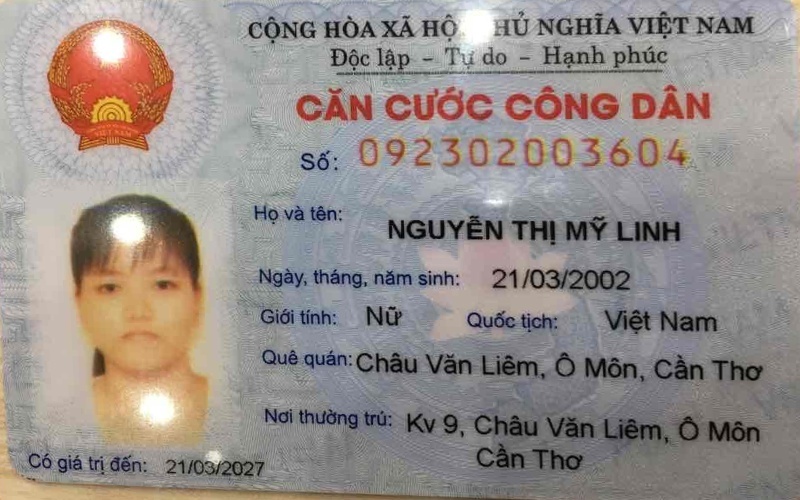 CỘNG HÒA XÃ HỘI CHỦ NGHĨA VIỆT NAM
Độc lập - Tự do - Hạnh phúc
CĂN CƯỚC CÔNG DÂN
Số: 092302003604
Họ và tên: NGUYỄN THỊ MỸ LINH
Ngày, tháng, năm sinh: 21/03/2002
Giới tính: Nữ Quốc tịch: Việt Nam
Quê quán: Châu Văn Liêm, Ô Môn, Cần Thơ
Nơi thường trú: Kv 9, Châu Văn Liêm, Ô Môn
Cần Thơ
Có giá trị đến: 21/03/2027